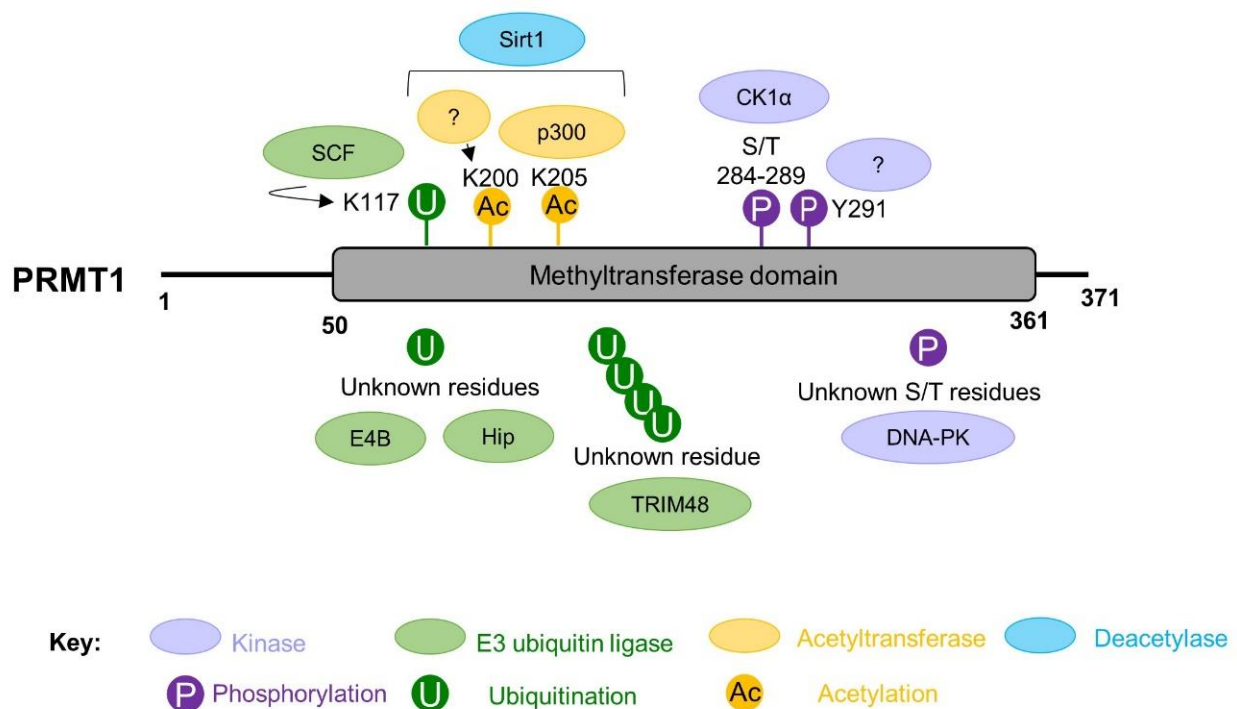 Sirt1
?
p300
CK1α
SCF
S/T
?
K200 K205
284-289
K117 U
Ac Ac
P P Y291
PRMT1
Methyltransferase domain
1
371
50
361
U
U
U
U
U
P
Unknown residues
Unknown S/T residues
E4B
Hip
DNA-PK
Unknown residue
TRIM48
Key:
Kinase
E3 ubiquitin ligase
Acetyltransferase
Deacetylase
P Phosphorylation
U Ubiquitination
Ac Acetylation